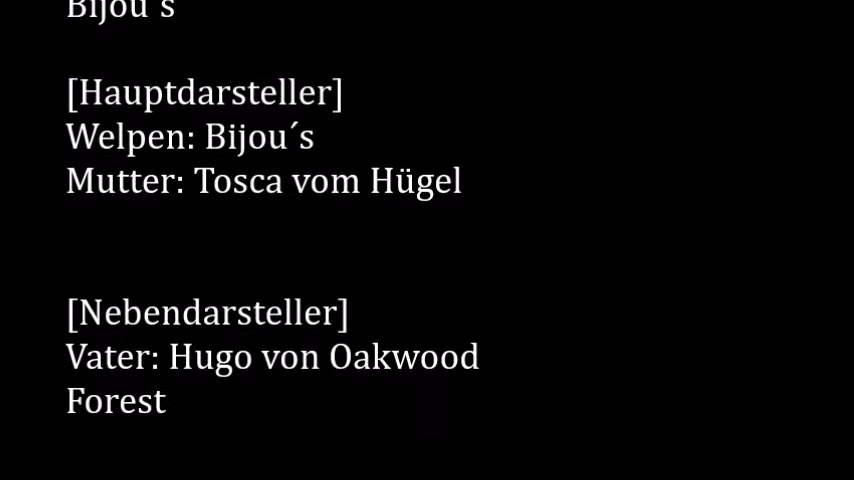 Bijou´s
[Hauptdarsteller]
Welpen: Bijou´s
Mutter: Tosca vom Hügel
[Nebendarsteller]
Vater: Hugo von Oakwood
Forest